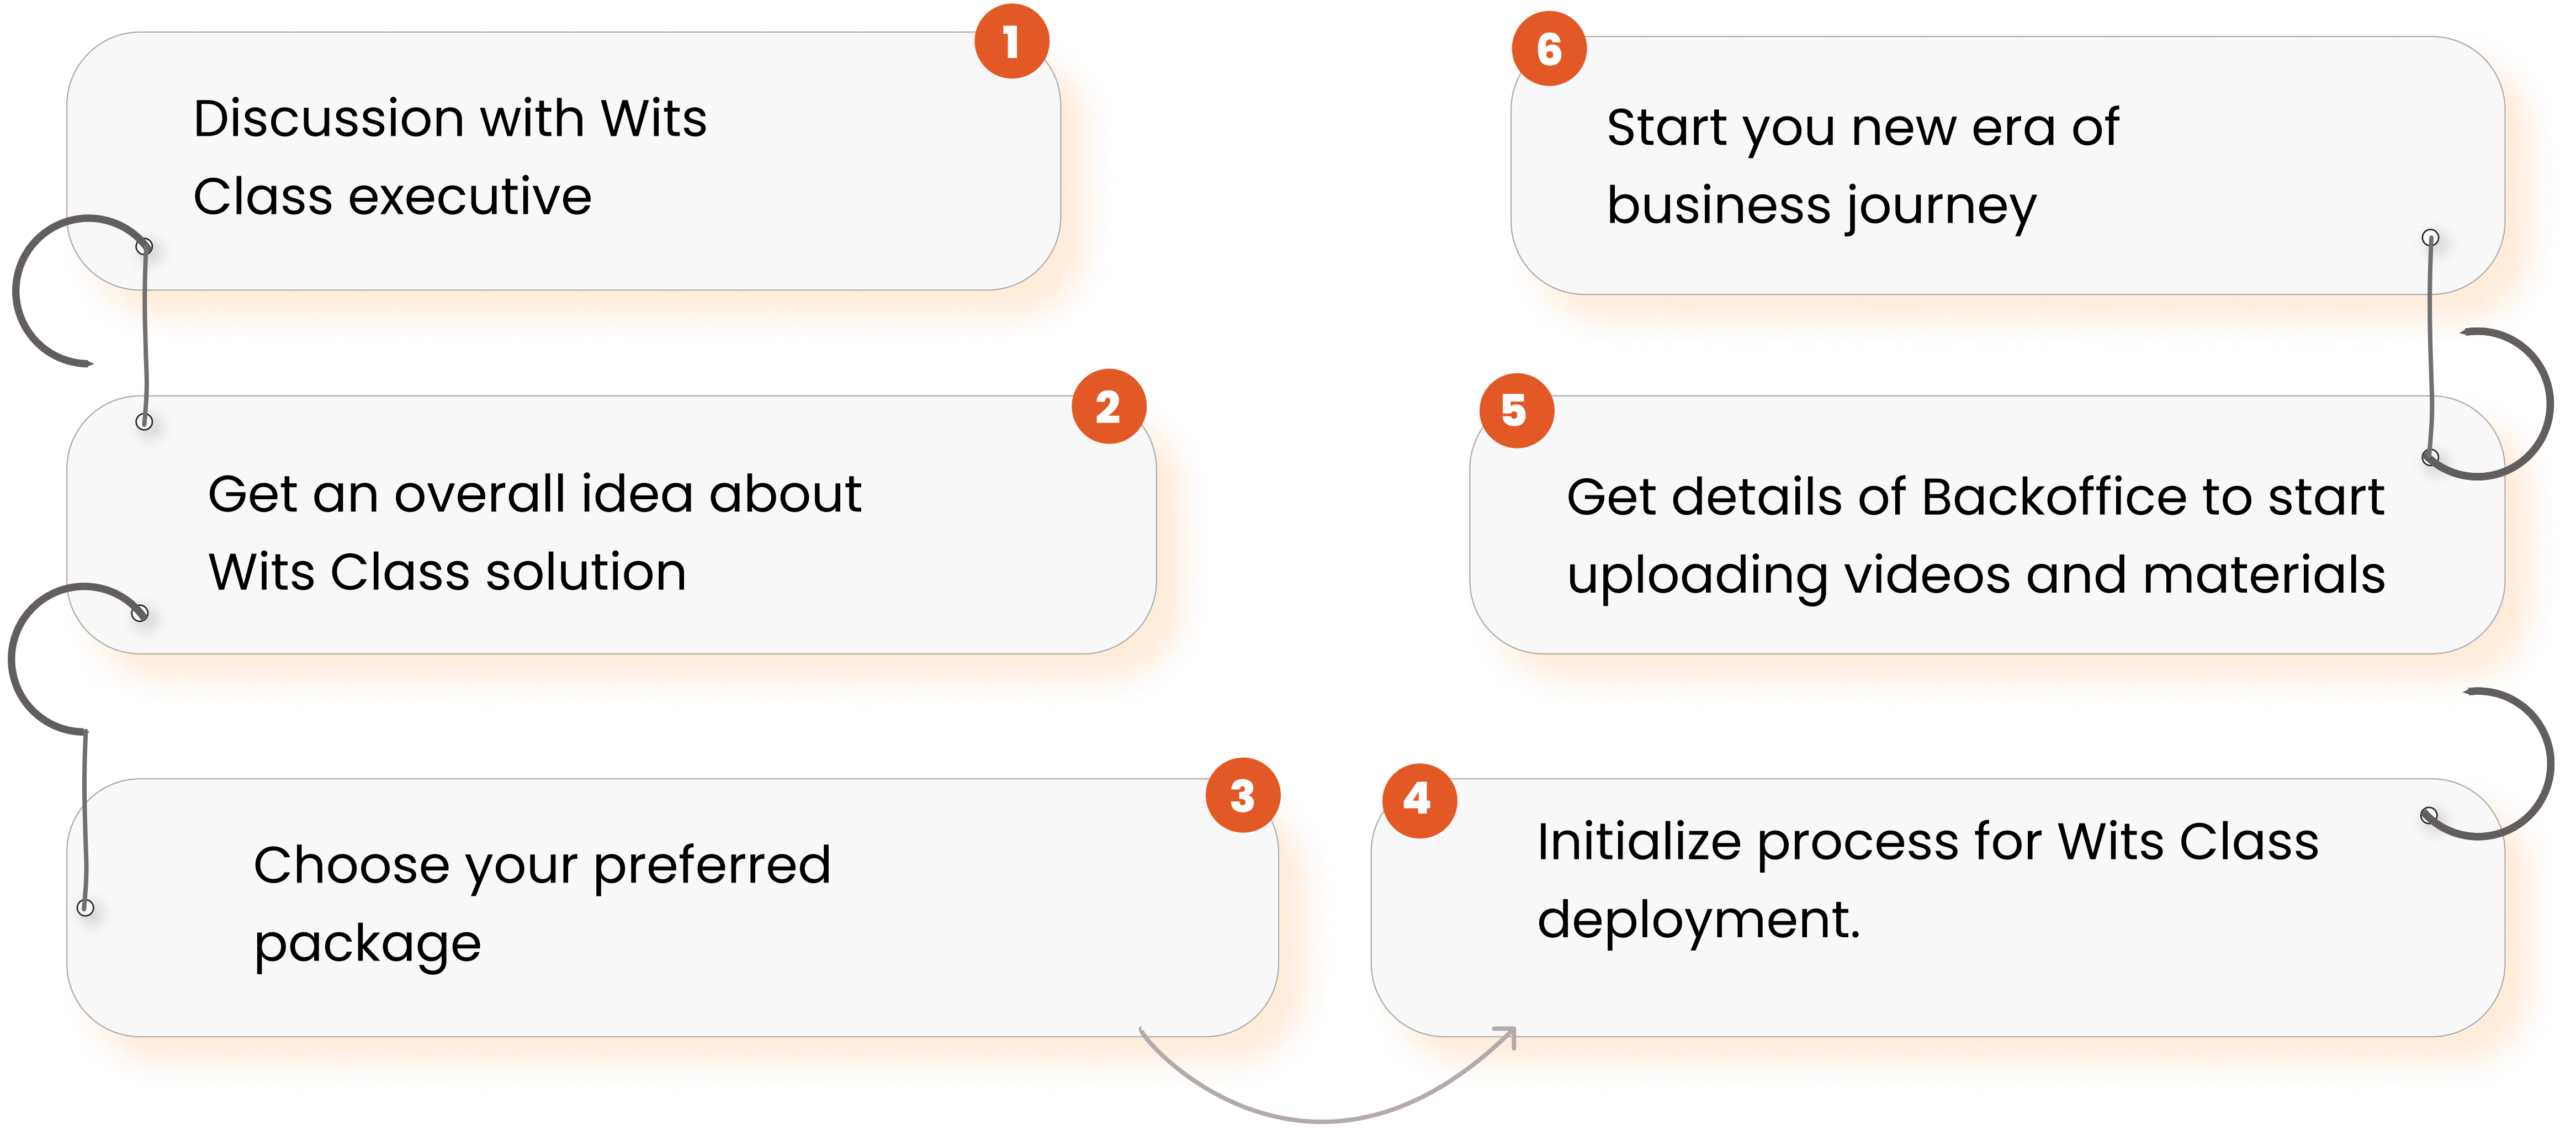 1
Discussion with Wits
Class executive
2
Get an overall idea about
Wits Class solution
3
Choose your preferred
package
4
Initialize process for Wits Class
deployment.
5
Get details of Backoffice to start
uploading videos and materials
6
Start you new era of
business journey